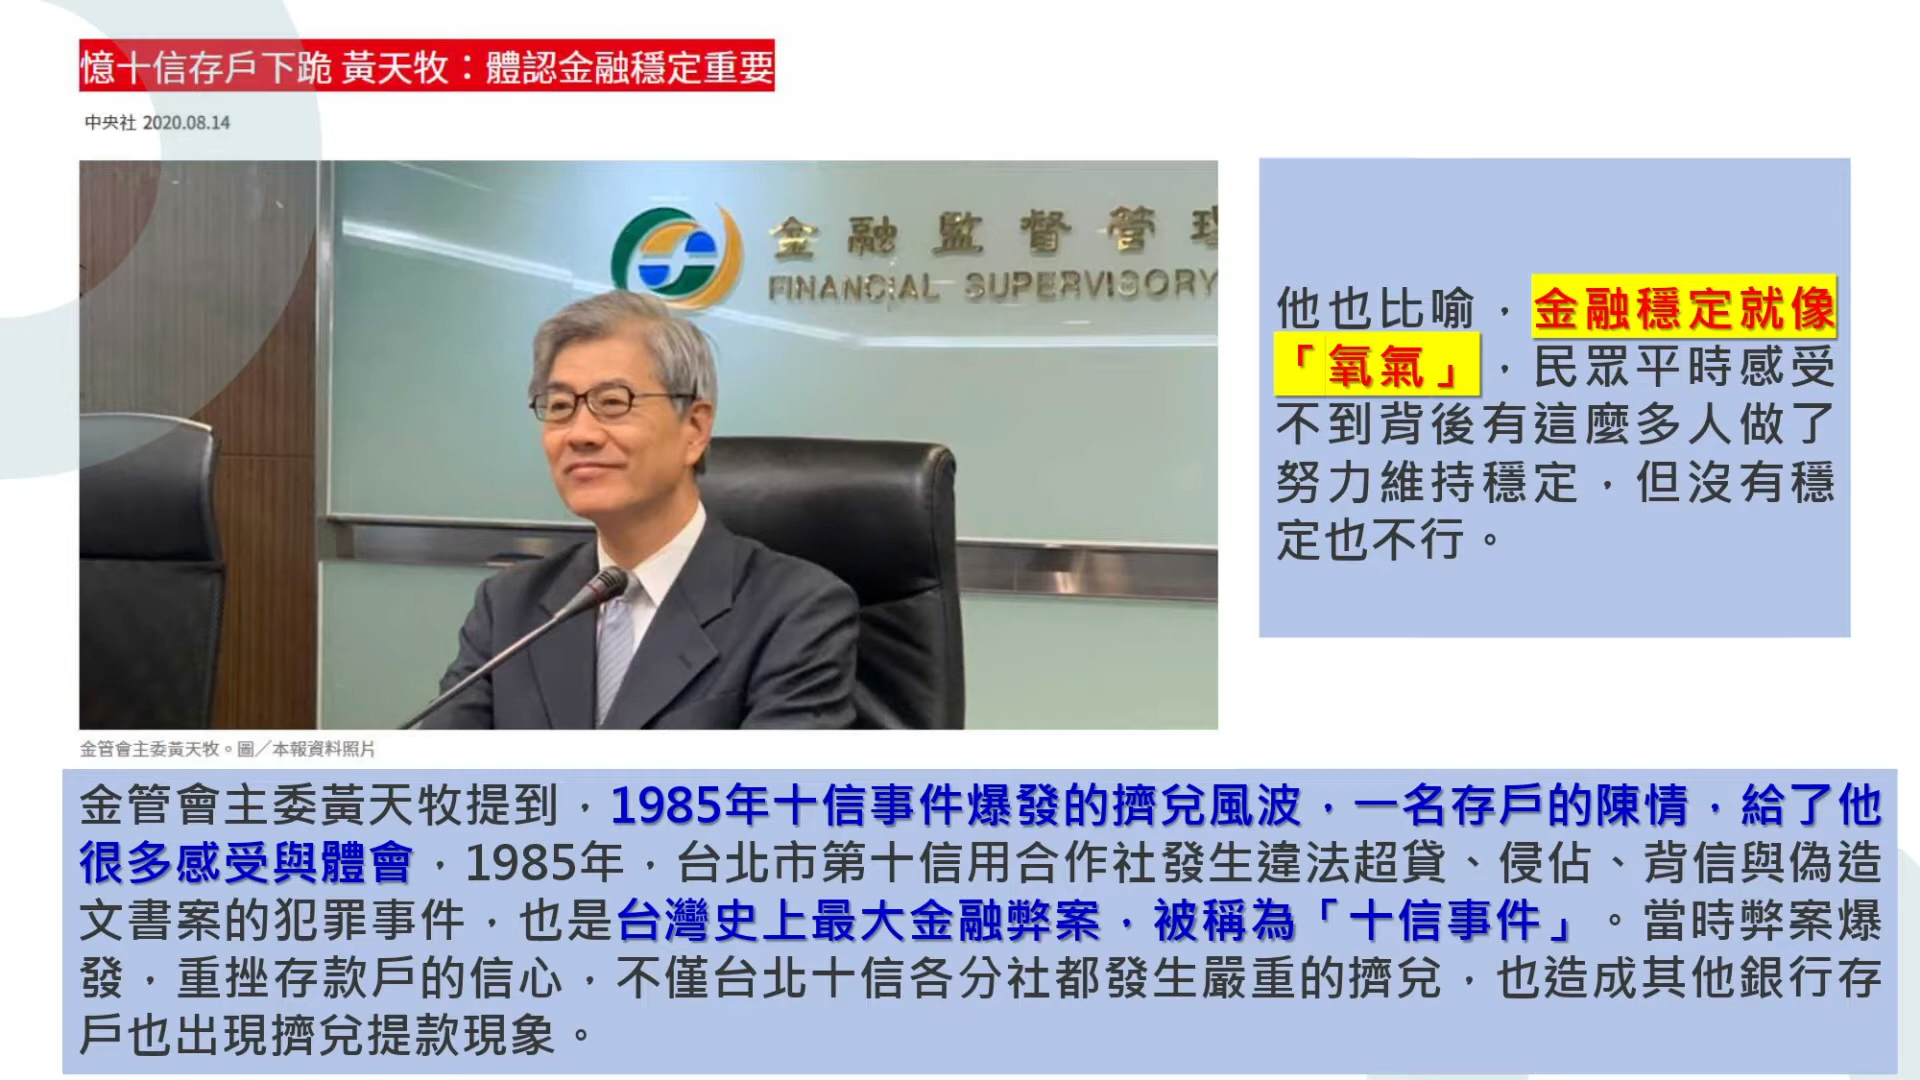 憶十信存戶下跪 黃天牧：體認金融穩定重要
中央社 2020.08.14
金融監督管理
FINANCIAL SUPERVISORY
他也比喻，金融穩定就像
「氧氣」，民眾平時感受
不到背後有這麼多人做了
努力維持穩定，但沒有穩
定也不行。
金管會主委黃天牧。圖／本報資料照片
金管會主委黃天牧提到，1985年十信事件爆發的擠兌風波，一名存戶的陳情，給了他
很多感受與體會，1985年，台北市第十信用合作社發生違法超貸、侵佔、背信與偽造
文書案的犯罪事件，也是台灣史上最大金融弊案，被稱為「十信事件」。當時弊案爆
發，重挫存款戶的信心，不僅台北十信各分社都發生嚴重的擠兌，也造成其他銀行存
戶也出現擠兌提款現象。